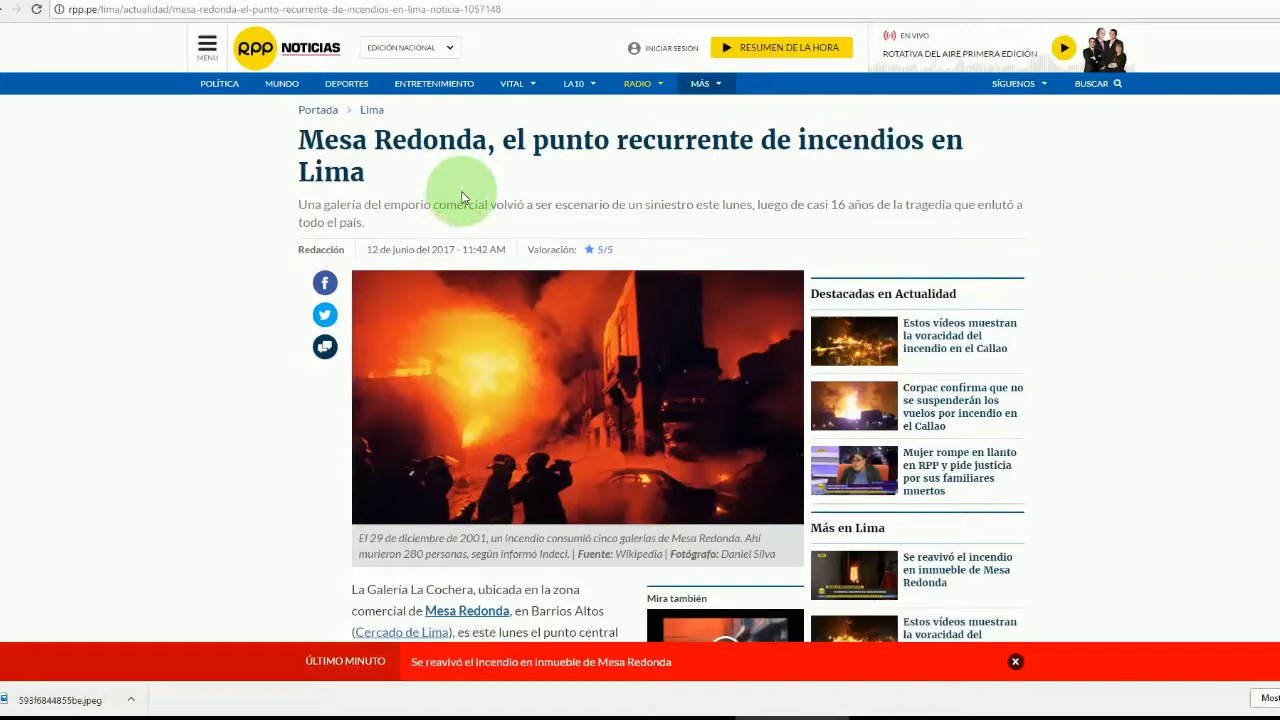 rpp.pe/lima/actualidad/mesa-redonda-el-punto-recurrente-de-incendios-en-lima-noticia-1057148
MENÚ
rpp NOTICIAS
EDICIÓN NACIONAL
INICIAR SESIÓN
RESUMEN DE LA HORA
EN VIVO
ROTATIVA DEL AIRE PRIMERA EDICIÓN
POLÍTICA MUNDO DEPORTES ENTRETENIMIENTO VITAL LA10 RADIO MÁS SÍGUENOS BUSCAR
Portada > Lima
Mesa Redonda, el punto recurrente de incendios en
Lima
Una galería del emporio comercial volvió a ser escenario de un siniestro este lunes, luego de casi 16 años de la tragedia que enlutó a
todo el país.
Redacción 12 de junio del 2017 - 11:42 AM Valoración: 5/5
El 29 de diciembre de 2001, un incendio consumió cinco galerías de Mesa Redonda. Ahí
murieron 280 personas, según informó Indeci. | Fuente: Wikipedia | Fotógrafo: Daniel Silva
La Galería La Cochera, ubicada en la zona
comercial de Mesa Redonda, en Barrios Altos
(Cercado de Lima), es este lunes el punto central
Mira también
Destacadas en Actualidad
Estos vídeos muestran
la voracidad del
incendio en el Callao
Corpac confirma que no
se suspenderán los
vuelos por incendio en
el Callao
Mujer rompe en llanto
en RPP y pide justicia
por sus familiares
muertos
Más en Lima
Se reavivó el incendio
en inmueble de Mesa
Redonda
Estos vídeos muestran
la voracidad del
ÚLTIMO MINUTO Se reavivó el incendio en inmueble de Mesa Redonda
593f6844855be.jpeg
Most